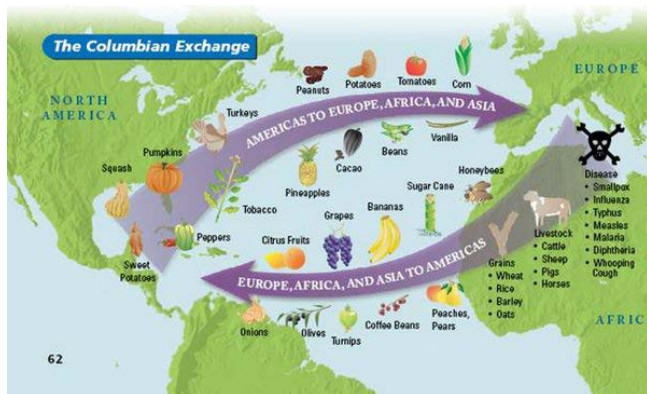 The Columbian Exchange
NORTH
AMERICA
EUROPE
Peanuts
Potatoes
Tomatoes
Corn
Turkeys
AMERICAS TO EUROPE, AFRICA, AND ASIA
Squash
Pumpkins
Tobacco
Pineapples
Cacao
Beans
Vanilla
Peppers
Sweet
Potatoes
Citrus Fruits
Grapes
Bananas
Sugar Cane
Honeybees
Disease
• Smallpox
• Influenza
• Typhus
• Measles
• Malaria
• Diphtheria
• Whooping
Cough
Livestock
• Cattle
• Sheep
• Pigs
• Horses
Grains
• Wheat
• Rice
• Barley
• Oats
EUROPE, AFRICA, AND ASIA TO AMERICAS
Onions
Olives
Turnips
Coffee Beans
Peaches,
Pears
AFRIC
62